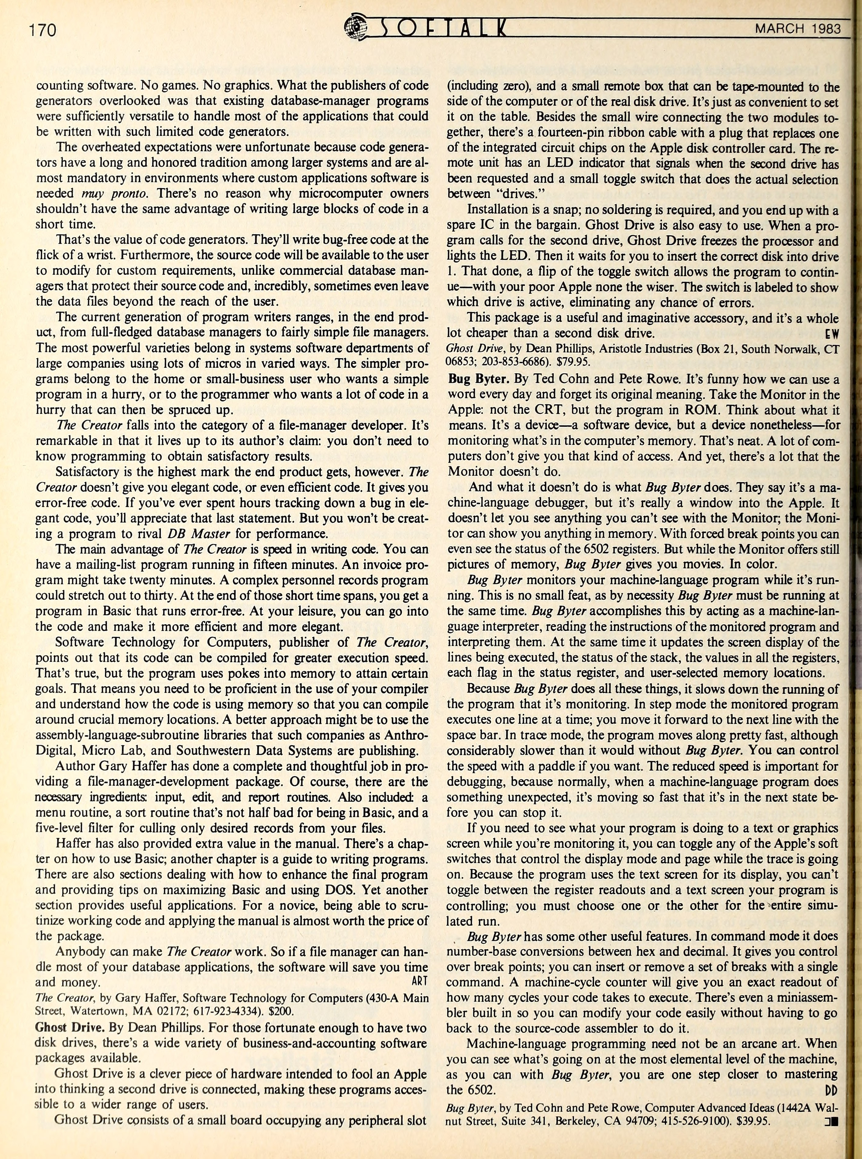 170
SOFTALK
MARCH 1983
counting software. No games. No graphics. What the publishers of code
generators overlooked was that existing database-manager programs
were sufficiently versatile to handle most of the applications that could
be written with such limited code generators.
The overheated expectations were unfortunate because code genera-
tors have a long and honored tradition among larger systems and are al-
most mandatory in environments where custom applications software is
needed muy pronto. There's no reason why microcomputer owners
shouldn't have the same advantage of writing large blocks of code in a
short time.
That's the value of code generators. They'll write bug-free code at the
flick of a wrist. Furthermore, the source code will be available to the user
to modify for custom requirements, unlike commercial database man-
agers that protect their source code and, incredibly, sometimes even leave
the data files beyond the reach of the user.
The current generation of program writers ranges, in the end prod-
uct, from full-fledged database managers to fairly simple file managers.
The most powerful varieties belong in systems software departments of
large companies using lots of micros in varied ways. The simpler pro-
grams belong to the home or small-business user who wants a simple
program in a hurry, or to the programmer who wants a lot of code in a
hurry that can then be spruced up.
The Creator falls into the category of a file-manager developer. It's
remarkable in that it lives up to its author's claim: you don't need to
know programming to obtain satisfactory results.
Satisfactory is the highest mark the end product gets, however. The
Creator doesn't give you elegant code, or even efficient code. It gives you
error-free code. If you've ever spent hours tracking down a bug in ele-
gant code, you'll appreciate that last statement. But you won't be creat-
ing a program to rival DB Master for performance.
The main advantage of The Creator is speed in writing code. You can
have a mailing-list program running in fifteen minutes. An invoice pro-
gram might take twenty minutes. A complex personnel records program
could stretch out to thirty. At the end of those short time spans, you get a
program in Basic that runs error-free. At your leisure, you can go into
the code and make it more efficient and more elegant.
Software Technology for Computers, publisher of The Creator,
points out that its code can be compiled for greater execution speed.
That's true, but the program uses pokes into memory to attain certain
goals. That means you need to be proficient in the use of your compiler
and understand how the code is using memory so that you can compile
around crucial memory locations. A better approach might be to use the
assembly-language-subroutine libraries that such companies as Anthro-
Digital, Micro Lab, and Southwestern Data Systems are publishing.
Author Gary Haffer has done a complete and thoughtful job in pro-
viding a file-manager-development package. Of course, there are the
necessary ingredients: input, edit, and report routines. Also included: a
menu routine, a sort routine that's not half bad for being in Basic, and a
five-level filter for culling only desired records from your files.
Haffer has also provided extra value in the manual. There's a chap-
ter on how to use Basic; another chapter is a guide to writing programs.
There are also sections dealing with how to enhance the final program
and providing tips on maximizing Basic and using DOS. Yet another
section provides useful applications. For a novice, being able to scru-
tinize working code and applying the manual is almost worth the price of
the package.
Anybody can make The Creator work. So if a file manager can han-
dle most of your database applications, the software will save you time
and money. ART
The Creator, by Gary Haffer, Software Technology for Computers (430-A Main
Street, Watertown, MA 02172; 617-923-4334). $200.
Ghost Drive. By Dean Phillips. For those fortunate enough to have two
disk drives, there's a wide variety of business-and-accounting software
packages available.
Ghost Drive is a clever piece of hardware intended to fool an Apple
into thinking a second drive is connected, making these programs acces-
sible to a wider range of users.
Ghost Drive consists of a small board occupying any peripheral slot
(including zero), and a small remote box that can be tape-mounted to the
side of the computer or of the real disk drive. It's just as convenient to set
it on the table. Besides the small wire connecting the two modules to-
gether, there's a fourteen-pin ribbon cable with a plug that replaces one
of the integrated circuit chips on the Apple disk controller card. The re-
mote unit has an LED indicator that signals when the second drive has
been requested and a small toggle switch that does the actual selection
between "drives."
Installation is a snap; no soldering is required, and you end up with a
spare IC in the bargain. Ghost Drive is also easy to use. When a pro-
gram calls for the second drive, Ghost Drive freezes the processor and
lights the LED. Then it waits for you to insert the correct disk into drive
1. That done, a flip of the toggle switch allows the program to contin-
ue—with your poor Apple none the wiser. The switch is labeled to show
which drive is active, eliminating any chance of errors.
This package is a useful and imaginative accessory, and it's a whole
lot cheaper than a second disk drive. EW
Ghost Drive, by Dean Phillips, Aristotle Industries (Box 21, South Norwalk, CT
06853; 203-853-6686). $79.95.
Bug Byter. By Ted Cohn and Pete Rowe. It's funny how we can use a
word every day and forget its original meaning. Take the Monitor in the
Apple: not the CRT, but the program in ROM. Think about what it
means. It's a device—a software device, but a device nonetheless—for
monitoring what's in the computer's memory. That's neat. A lot of com-
puters don't give you that kind of access. And yet, there's a lot that the
Monitor doesn't do.
And what it doesn't do is what Bug Byter does. They say it's a ma-
chine-language debugger, but it's really a window into the Apple. It
doesn't let you see anything you can't see with the Monitor; the Moni-
tor can show you anything in memory. With forced break points you can
even see the status of the 6502 registers. But while the Monitor offers still
pictures of memory, Bug Byter gives you movies. In color.
Bug Byter monitors your machine-language program while it's run-
ning. This is no small feat, as by necessity Bug Byter must be running at
the same time. Bug Byter accomplishes this by acting as a machine-lan-
guage interpreter, reading the instructions of the monitored program and
interpreting them. At the same time it updates the screen display of the
lines being executed, the status of the stack, the values in all the registers,
each flag in the status register, and user-selected memory locations.
Because Bug Byter does all these things, it slows down the running of
the program that it's monitoring. In step mode the monitored program
executes one line at a time; you move it forward to the next line with the
space bar. In trace mode, the program moves along pretty fast, although
considerably slower than it would without Bug Byter. You can control
the speed with a paddle if you want. The reduced speed is important for
debugging, because normally, when a machine-language program does
something unexpected, it's moving so fast that it's in the next state be-
fore you can stop it.
If you need to see what your program is doing to a text or graphics
screen while you're monitoring it, you can toggle any of the Apple's soft
switches that control the display mode and page while the trace is going
on. Because the program uses the text screen for its display, you can't
toggle between the register readouts and a text screen your program is
controlling; you must choose one or the other for the entire simu-
lated run.
Bug Byter has some other useful features. In command mode it does
number-base conversions between hex and decimal. It gives you control
over break points; you can insert or remove a set of breaks with a single
command. A machine-cycle counter will give you an exact readout of
how many cycles your code takes to execute. There's even a miniassem-
bler built in so you can modify your code easily without having to go
back to the source-code assembler to do it.
Machine-language programming need not be an arcane art. When
you can see what's going on at the most elemental level of the machine,
as you can with Bug Byter, you are one step closer to mastering
the 6502. DD
Bug Byter, by Ted Cohn and Pete Rowe, Computer Advanced Ideas (1442A Wal-
nut Street, Suite 341, Berkeley, CA 94709; 415-526-9100). $39.95.